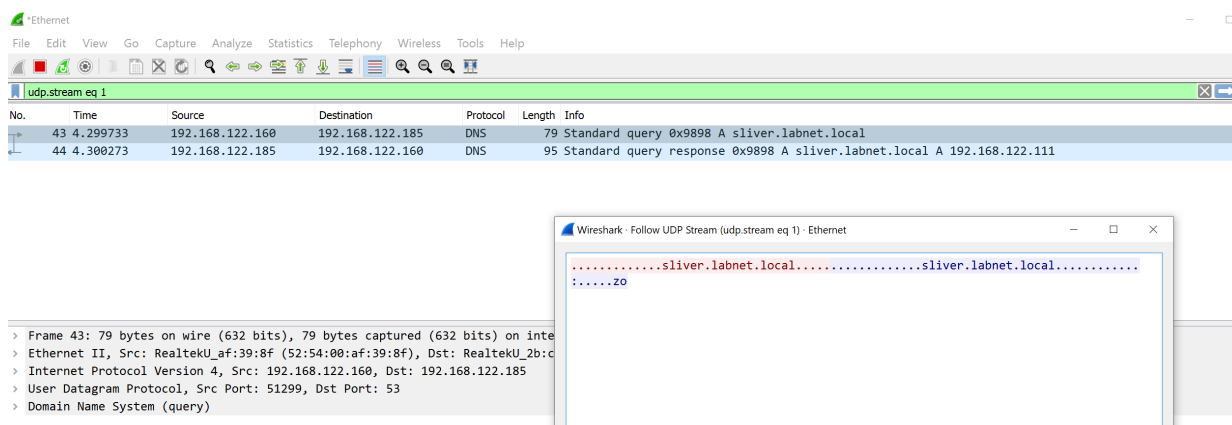 *Ethernet
File Edit View Go Capture Analyze Statistics Telephony Wireless Tools Help
udp.stream eq 1
No. Time Source Destination Protocol Length Info
43 4.299733 192.168.122.160 192.168.122.185 DNS 79 Standard query 0x9898 A sliver.labnet.local
44 4.300273 192.168.122.185 192.168.122.160 DNS 95 Standard query response 0x9898 A sliver.labnet.local A 192.168.122.111
Wireshark · Follow UDP Stream (udp.stream eq 1) · Ethernet
.............sliver.labnet.local..................sliver.labnet.local............
:.....zo
Frame 43: 79 bytes on wire (632 bits), 79 bytes captured (632 bits) on inte
Ethernet II, Src: RealtekU_af:39:8f (52:54:00:af:39:8f), Dst: RealtekU_2b:c
Internet Protocol Version 4, Src: 192.168.122.160, Dst: 192.168.122.185
User Datagram Protocol, Src Port: 51299, Dst Port: 53
Domain Name System (query)